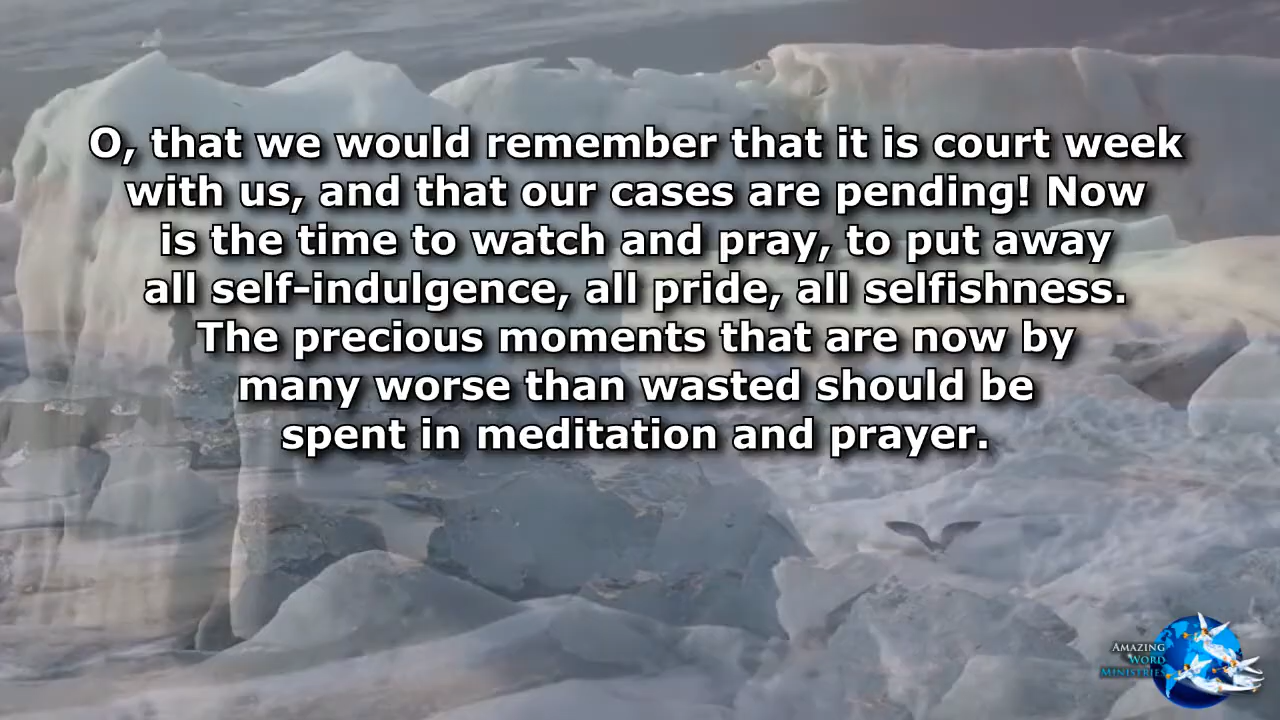 O, that we would remember that it is court week
with us, and that our cases are pending! Now
is the time to watch and pray, to put away
all self-indulgence, all pride, all selfishness.
The precious moments that are now by
many worse than wasted should be
spent in meditation and prayer.
Amazing
Word
Ministries